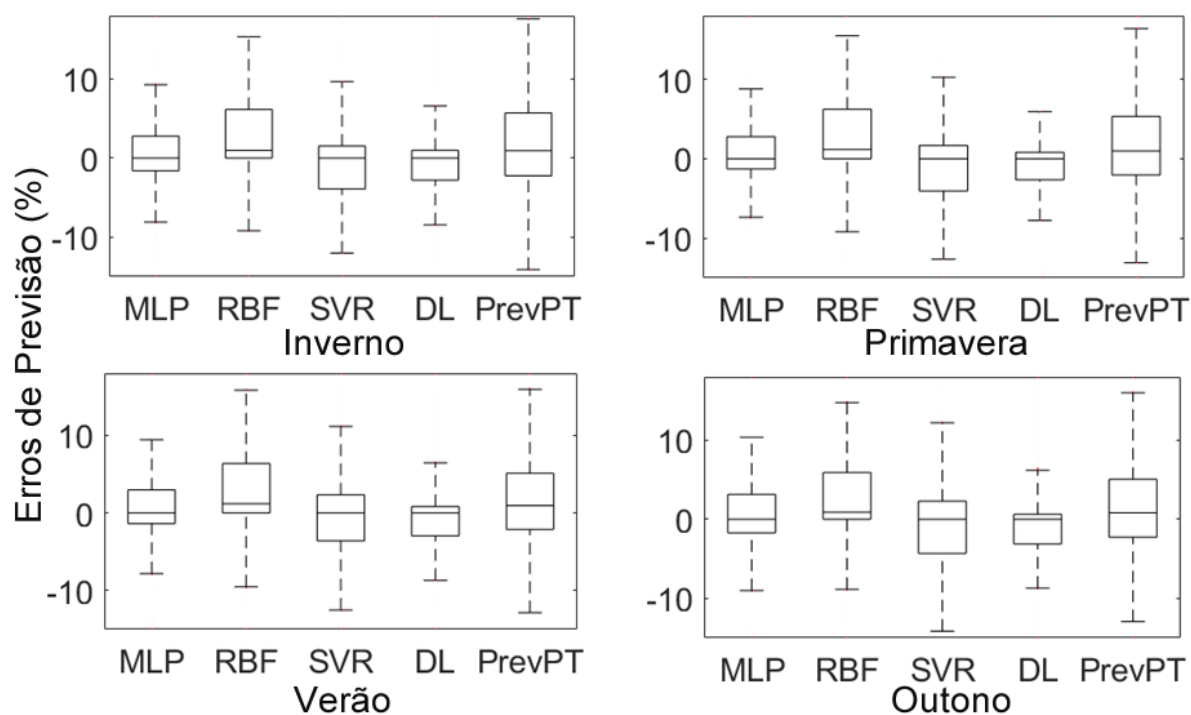 Erros de Previsão (%)
10
0
-10
MLP RBF SVR DL PrevPT
Inverno
10
0
-10
MLP RBF SVR DL PrevPT
Primavera
10
0
-10
MLP RBF SVR DL PrevPT
Verão
10
0
-10
MLP RBF SVR DL PrevPT
Outono